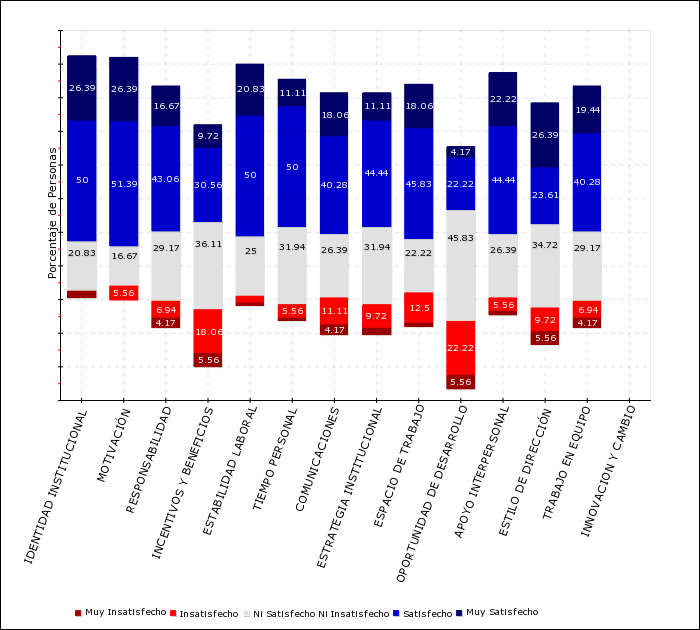 Porcentaje de Personas
26.39 26.39 16.67 9.72 20.83 11.11 18.06 11.11 18.06 4.17 22.22 26.39 19.44
50 51.39 43.06 30.56 50 50 40.28 44.44 45.83 22.22 44.44 23.61 40.28
20.83 16.67 29.17 36.11 25 31.94 26.39 31.94 22.22 45.83 26.39 34.72 29.17
5.56 6.94 18.06 5.56 11.11 9.72 12.5 22.22 5.56 9.72 6.94
4.17 5.56 4.17 5.56 5.56 4.17
IDENTIDAD INSTITUCIONAL
MOTIVACIÓN
RESPONSABILIDAD
INCENTIVOS Y BENEFICIOS
ESTABILIDAD LABORAL
TIEMPO PERSONAL
COMUNICACIONES
ESTRATEGIA INSTITUCIONAL
ESPACIO DE TRABAJO
OPORTUNIDAD DE DESARROLLO
APOYO INTERPERSONAL
ESTILO DE DIRECCIÓN
TRABAJO EN EQUIPO
INNOVACION Y CAMBIO
Muy Insatisfecho Insatisfecho Ni Satisfecho Ni Insatisfecho Satisfecho Muy Satisfecho